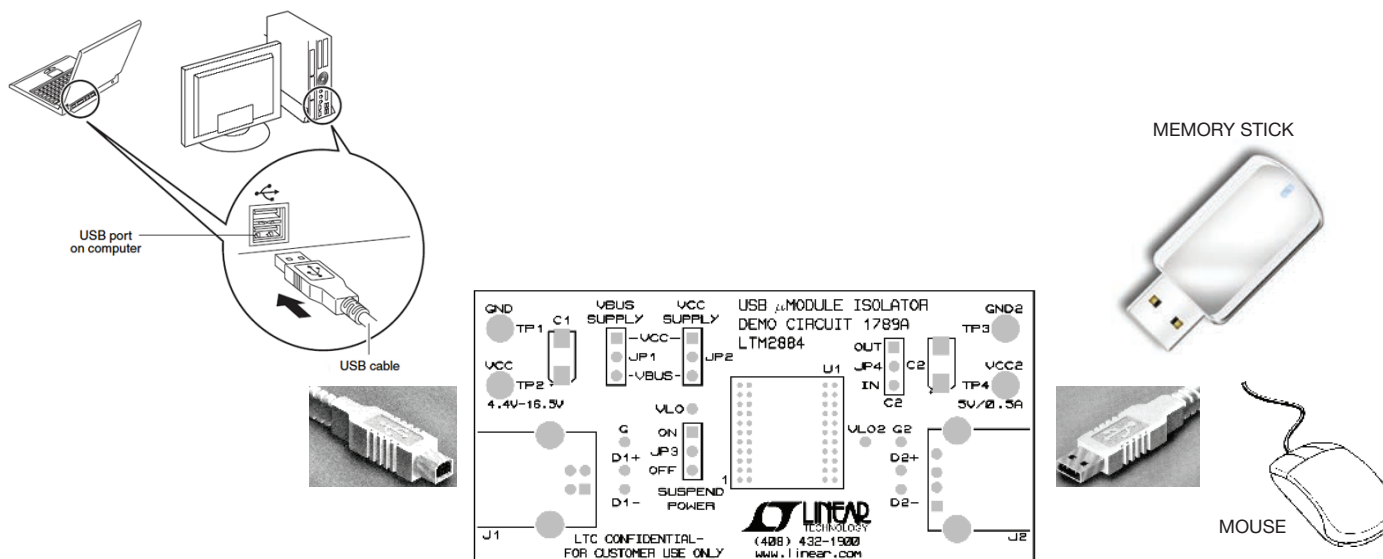 USB port
on computer
USB cable
MEMORY STICK
MOUSE
GND
TP1
C1
VBUS
SUPPLY
VCC
SUPPLY
-VCC-
JP1
JP2
-VBUS-
VCC
TP2
4.4V-16.5V
USB µMODULE ISOLATOR
DEMO CIRCUIT 1789A
LTM2884
GND2
TP3
OUT
JP4
IN
C2
C2
VCC2
TP4
5V/0.5A
U1
1
VLO
ON
JP3
OFF
SUSPEND
POWER
G
D1+
D1-
VLO2
G2
D2+
D2-
J1
J2
LTC CONFIDENTIAL-
FOR CUSTOMER USE ONLY
LINEAR
TECHNOLOGY
(408) 432-1900
www.linear.com